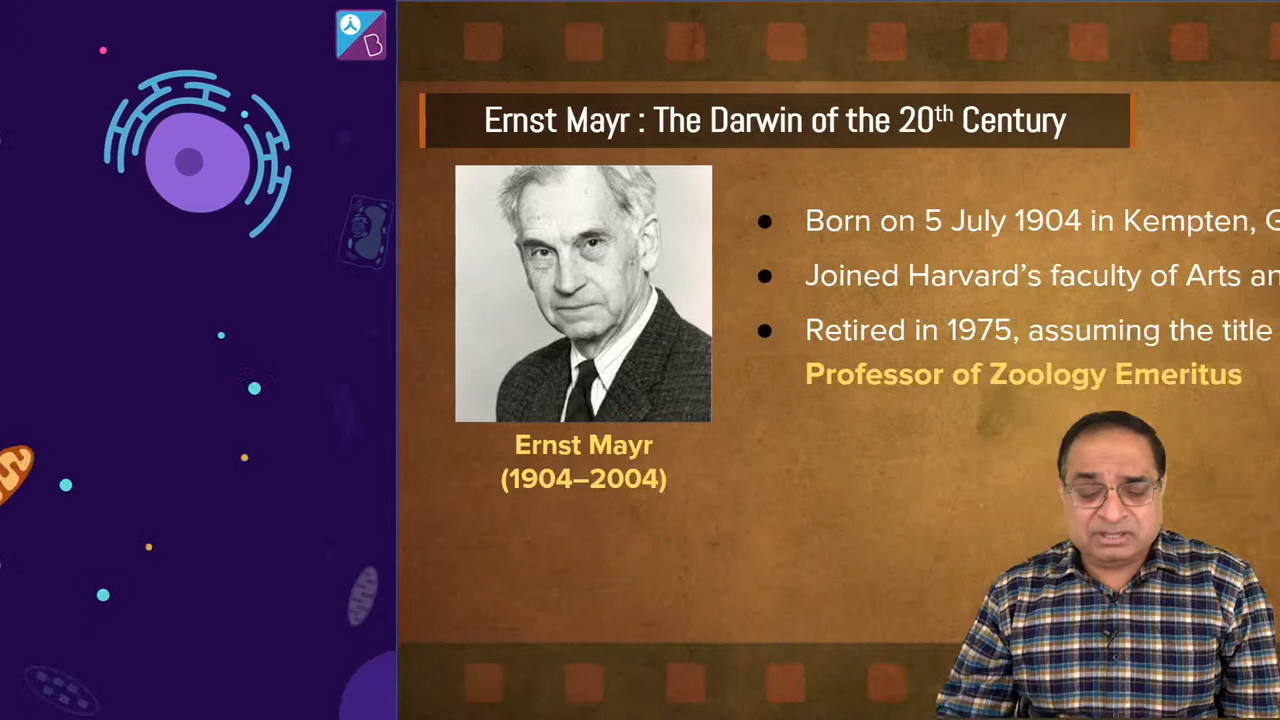 Ernst Mayr : The Darwin of the 20th Century
Born on 5 July 1904 in Kempten,
Joined Harvard's faculty of Arts
Retired in 1975, assuming the title
Professor of Zoology Emeritus
Ernst Mayr
(1904–2004)
B